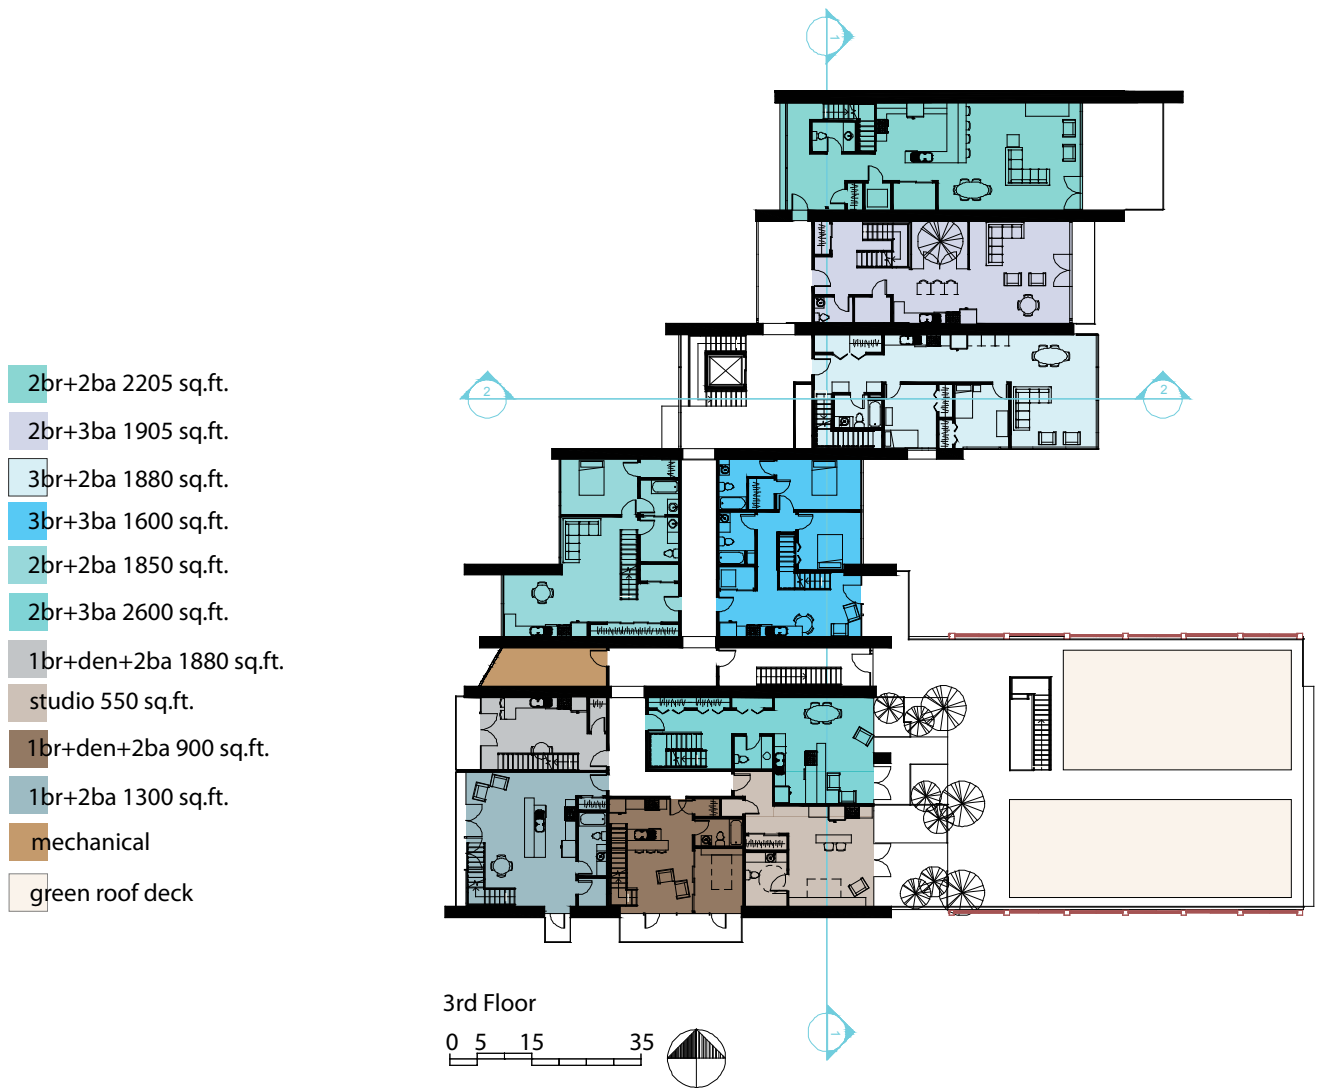 1
2br+2ba 2205 sq.ft.
2br+3ba 1905 sq.ft.
3br+2ba 1880 sq.ft.
3br+3ba 1600 sq.ft.
2br+2ba 1850 sq.ft.
2br+3ba 2600 sq.ft.
1br+den+2ba 1880 sq.ft.
studio 550 sq.ft.
1br+den+2ba 900 sq.ft.
1br+2ba 1300 sq.ft.
mechanical
green roof deck
2
2
3rd Floor
0 5 15 35
1